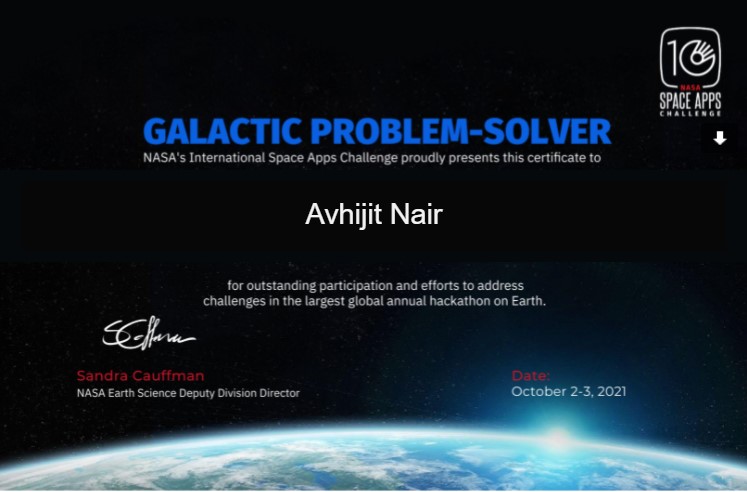 10
NASA
SPACE APPS
CHALLENGE
GALACTIC PROBLEM-SOLVER
NASA's International Space Apps Challenge proudly presents this certificate to
Avhijit Nair
for outstanding participation and efforts to address
challenges in the largest global annual hackathon on Earth.
SCauffman
Sandra Cauffman
NASA Earth Science Deputy Division Director
Date:
October 2-3, 2021